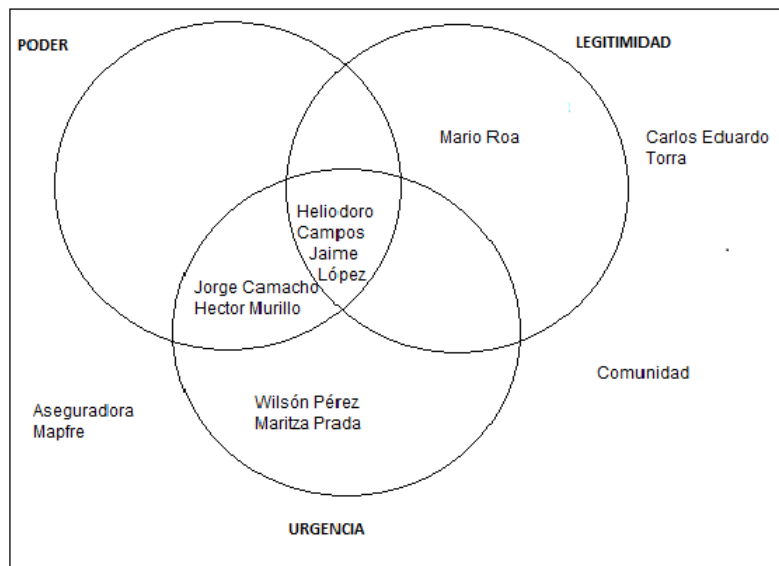 PODER
LEGITIMIDAD
Mario Roa
Carlos Eduardo
Torra
Heliodoro
Campos
Jaime
López
Jorge Camacho
Hector Murillo
Comunidad
Wilsón Pérez
Maritza Prada
Aseguradora
Mapfre
URGENCIA